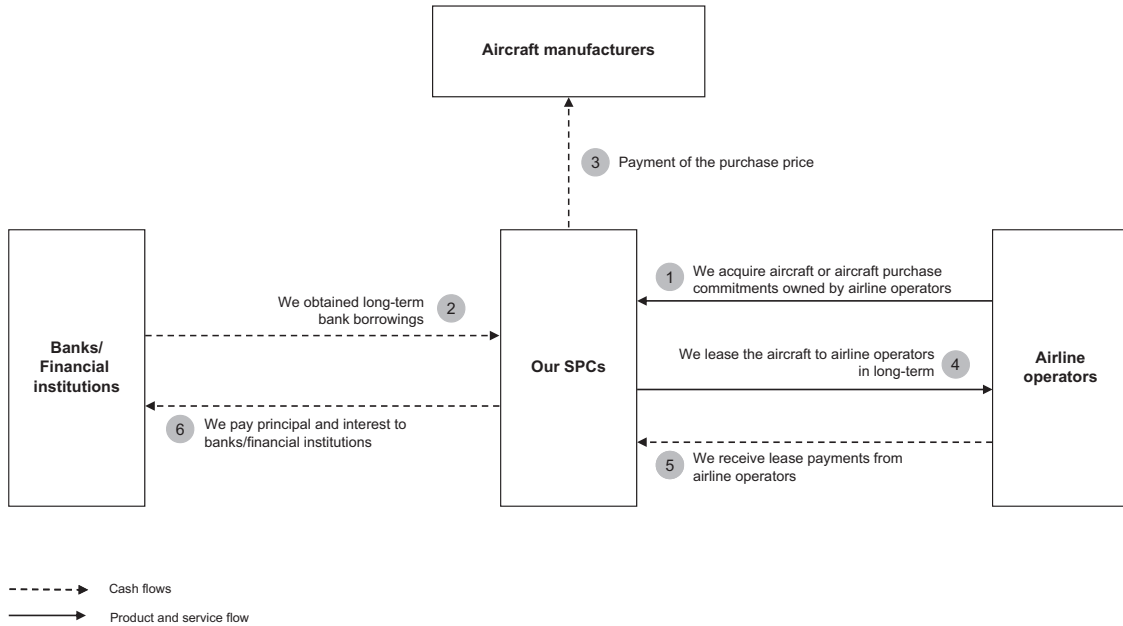 Aircraft manufacturers
3
Payment of the purchase price
1
We acquire aircraft or aircraft purchase
commitments owned by airline operators
We obtained long-term
bank borrowings
2
Banks/
Financial
institutions
Our SPCs
We lease the aircraft to airline operators
in long-term
4
Airline
operators
6
We pay principal and interest to
banks/financial institutions
5
We receive lease payments from
airline operators
Cash flows
Product and service flow